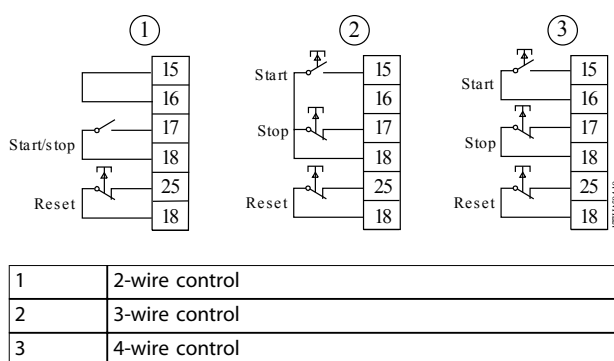 1 2 3
15
16
Start/stop 17
18
25
Reset 18
Start 15
16
Stop 17
18
25
Reset 18
Start 15
16
Stop 17
18
25
Reset 18
1 2-wire control
2 3-wire control
3 4-wire control